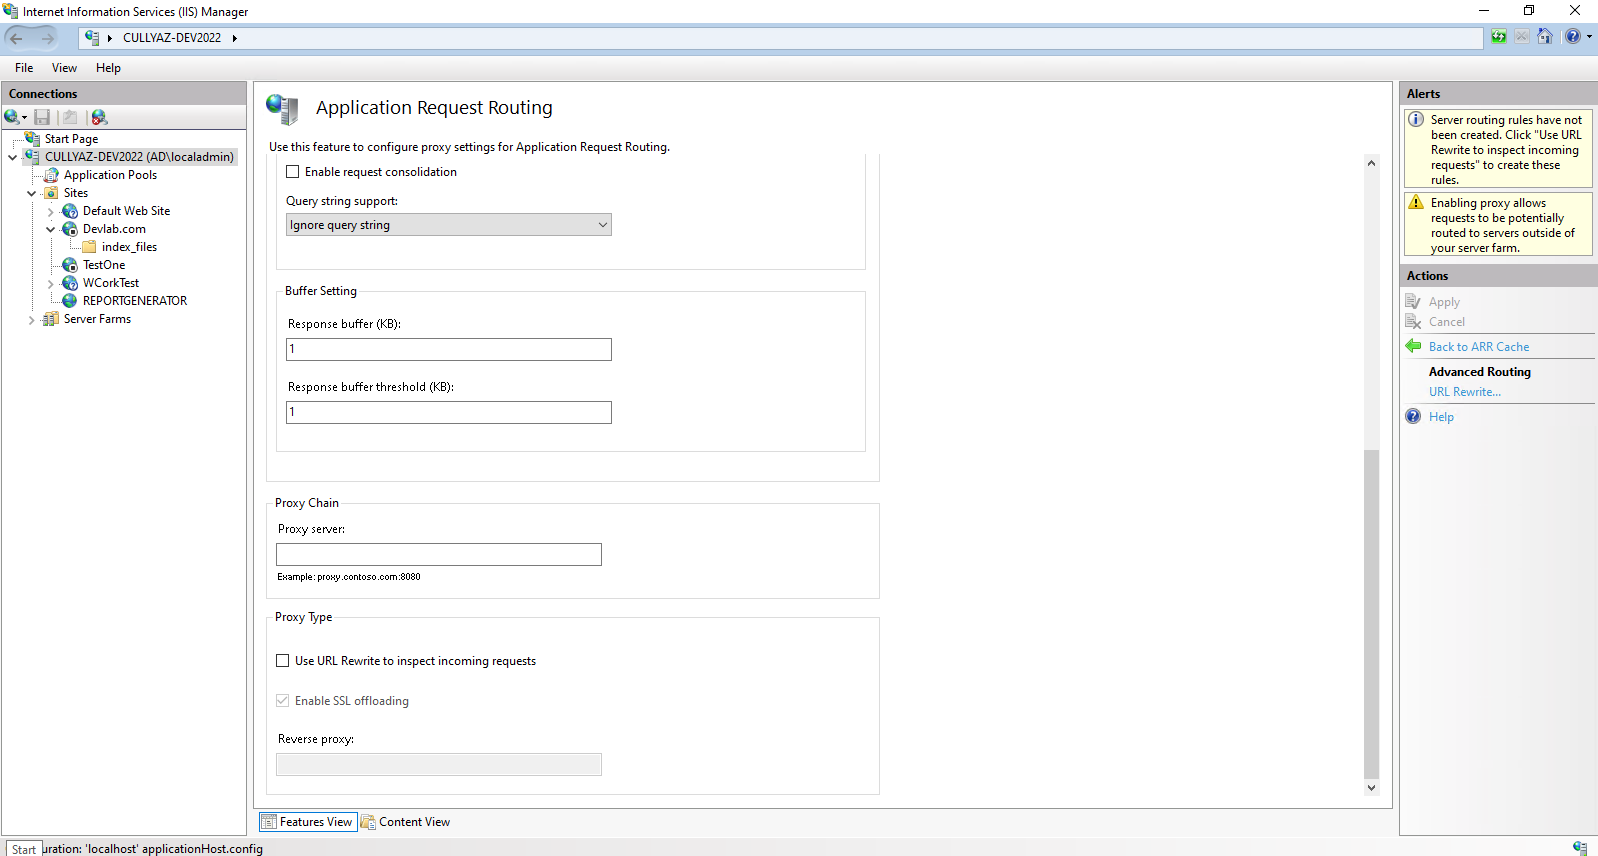 Internet Information Services (IIS) Manager
CULLYAZ-DEV2022
File View Help
Connections
Start Page
CULLYAZ-DEV2022 (AD\localadmin)
Application Pools
Sites
Default Web Site
Devlab.com
index_files
TestOne
WCorkTest
REPORTGENERATOR
Server Farms
Application Request Routing
Use this feature to configure proxy settings for Application Request Routing.
Enable request consolidation
Query string support:
Ignore query string
Buffer Setting
Response buffer (KB):
1
Response buffer threshold (KB):
1
Proxy Chain
Proxy server:
Example: proxy.contoso.com:8080
Proxy Type
Use URL Rewrite to inspect incoming requests
Enable SSL offloading
Reverse proxy:
Features View Content View
Alerts
Server routing rules have not
been created. Click "Use URL
Rewrite to inspect incoming
requests" to create these
rules.
Enabling proxy allows
requests to be potentially
routed to servers outside of
your server farm.
Actions
Apply
Cancel
Back to ARR Cache
Advanced Routing
URL Rewrite...
Help
Start uration: 'localhost' applicationHost.config